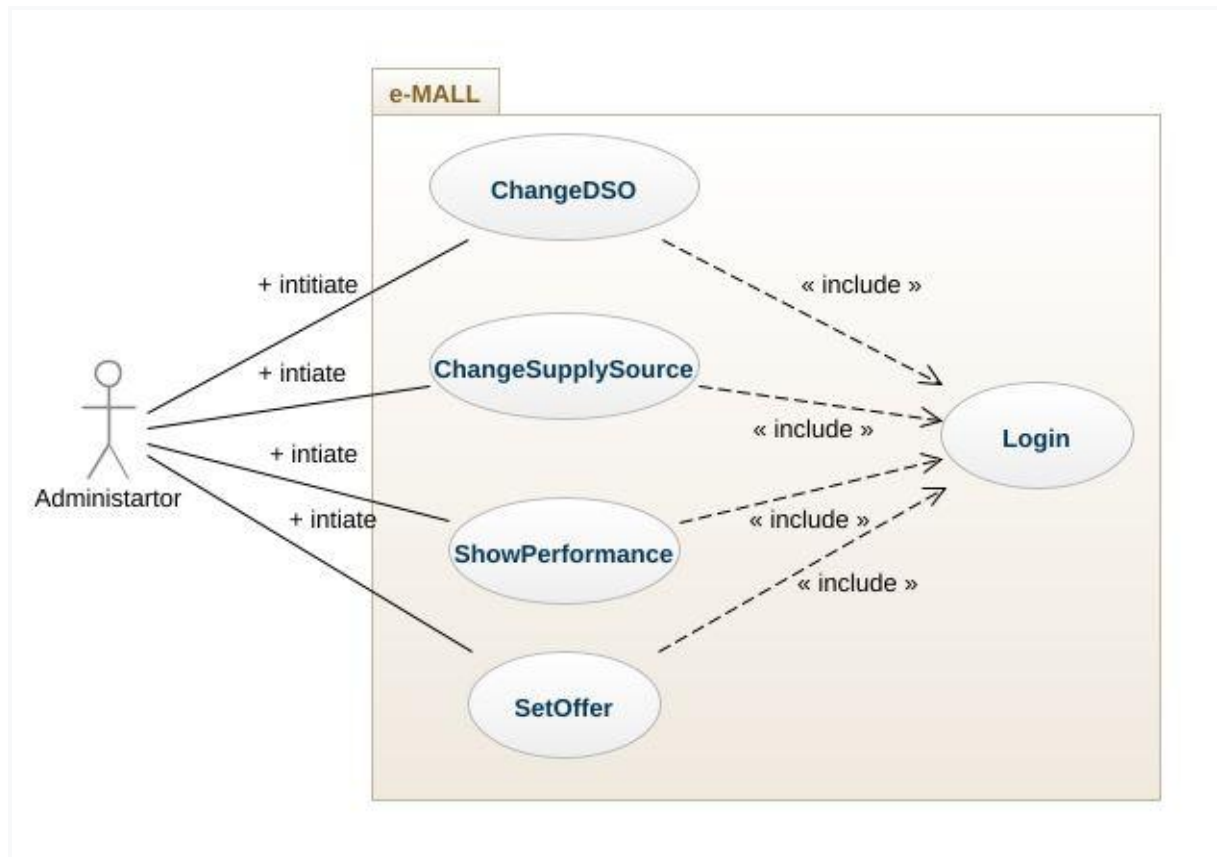 e-MALL
ChangeDSO
+ intitiate
« include »
ChangeSupplySource
+ intiate
« include »
Login
+ intiate
Administartor
+ intiate
« include »
ShowPerformance
« include »
SetOffer